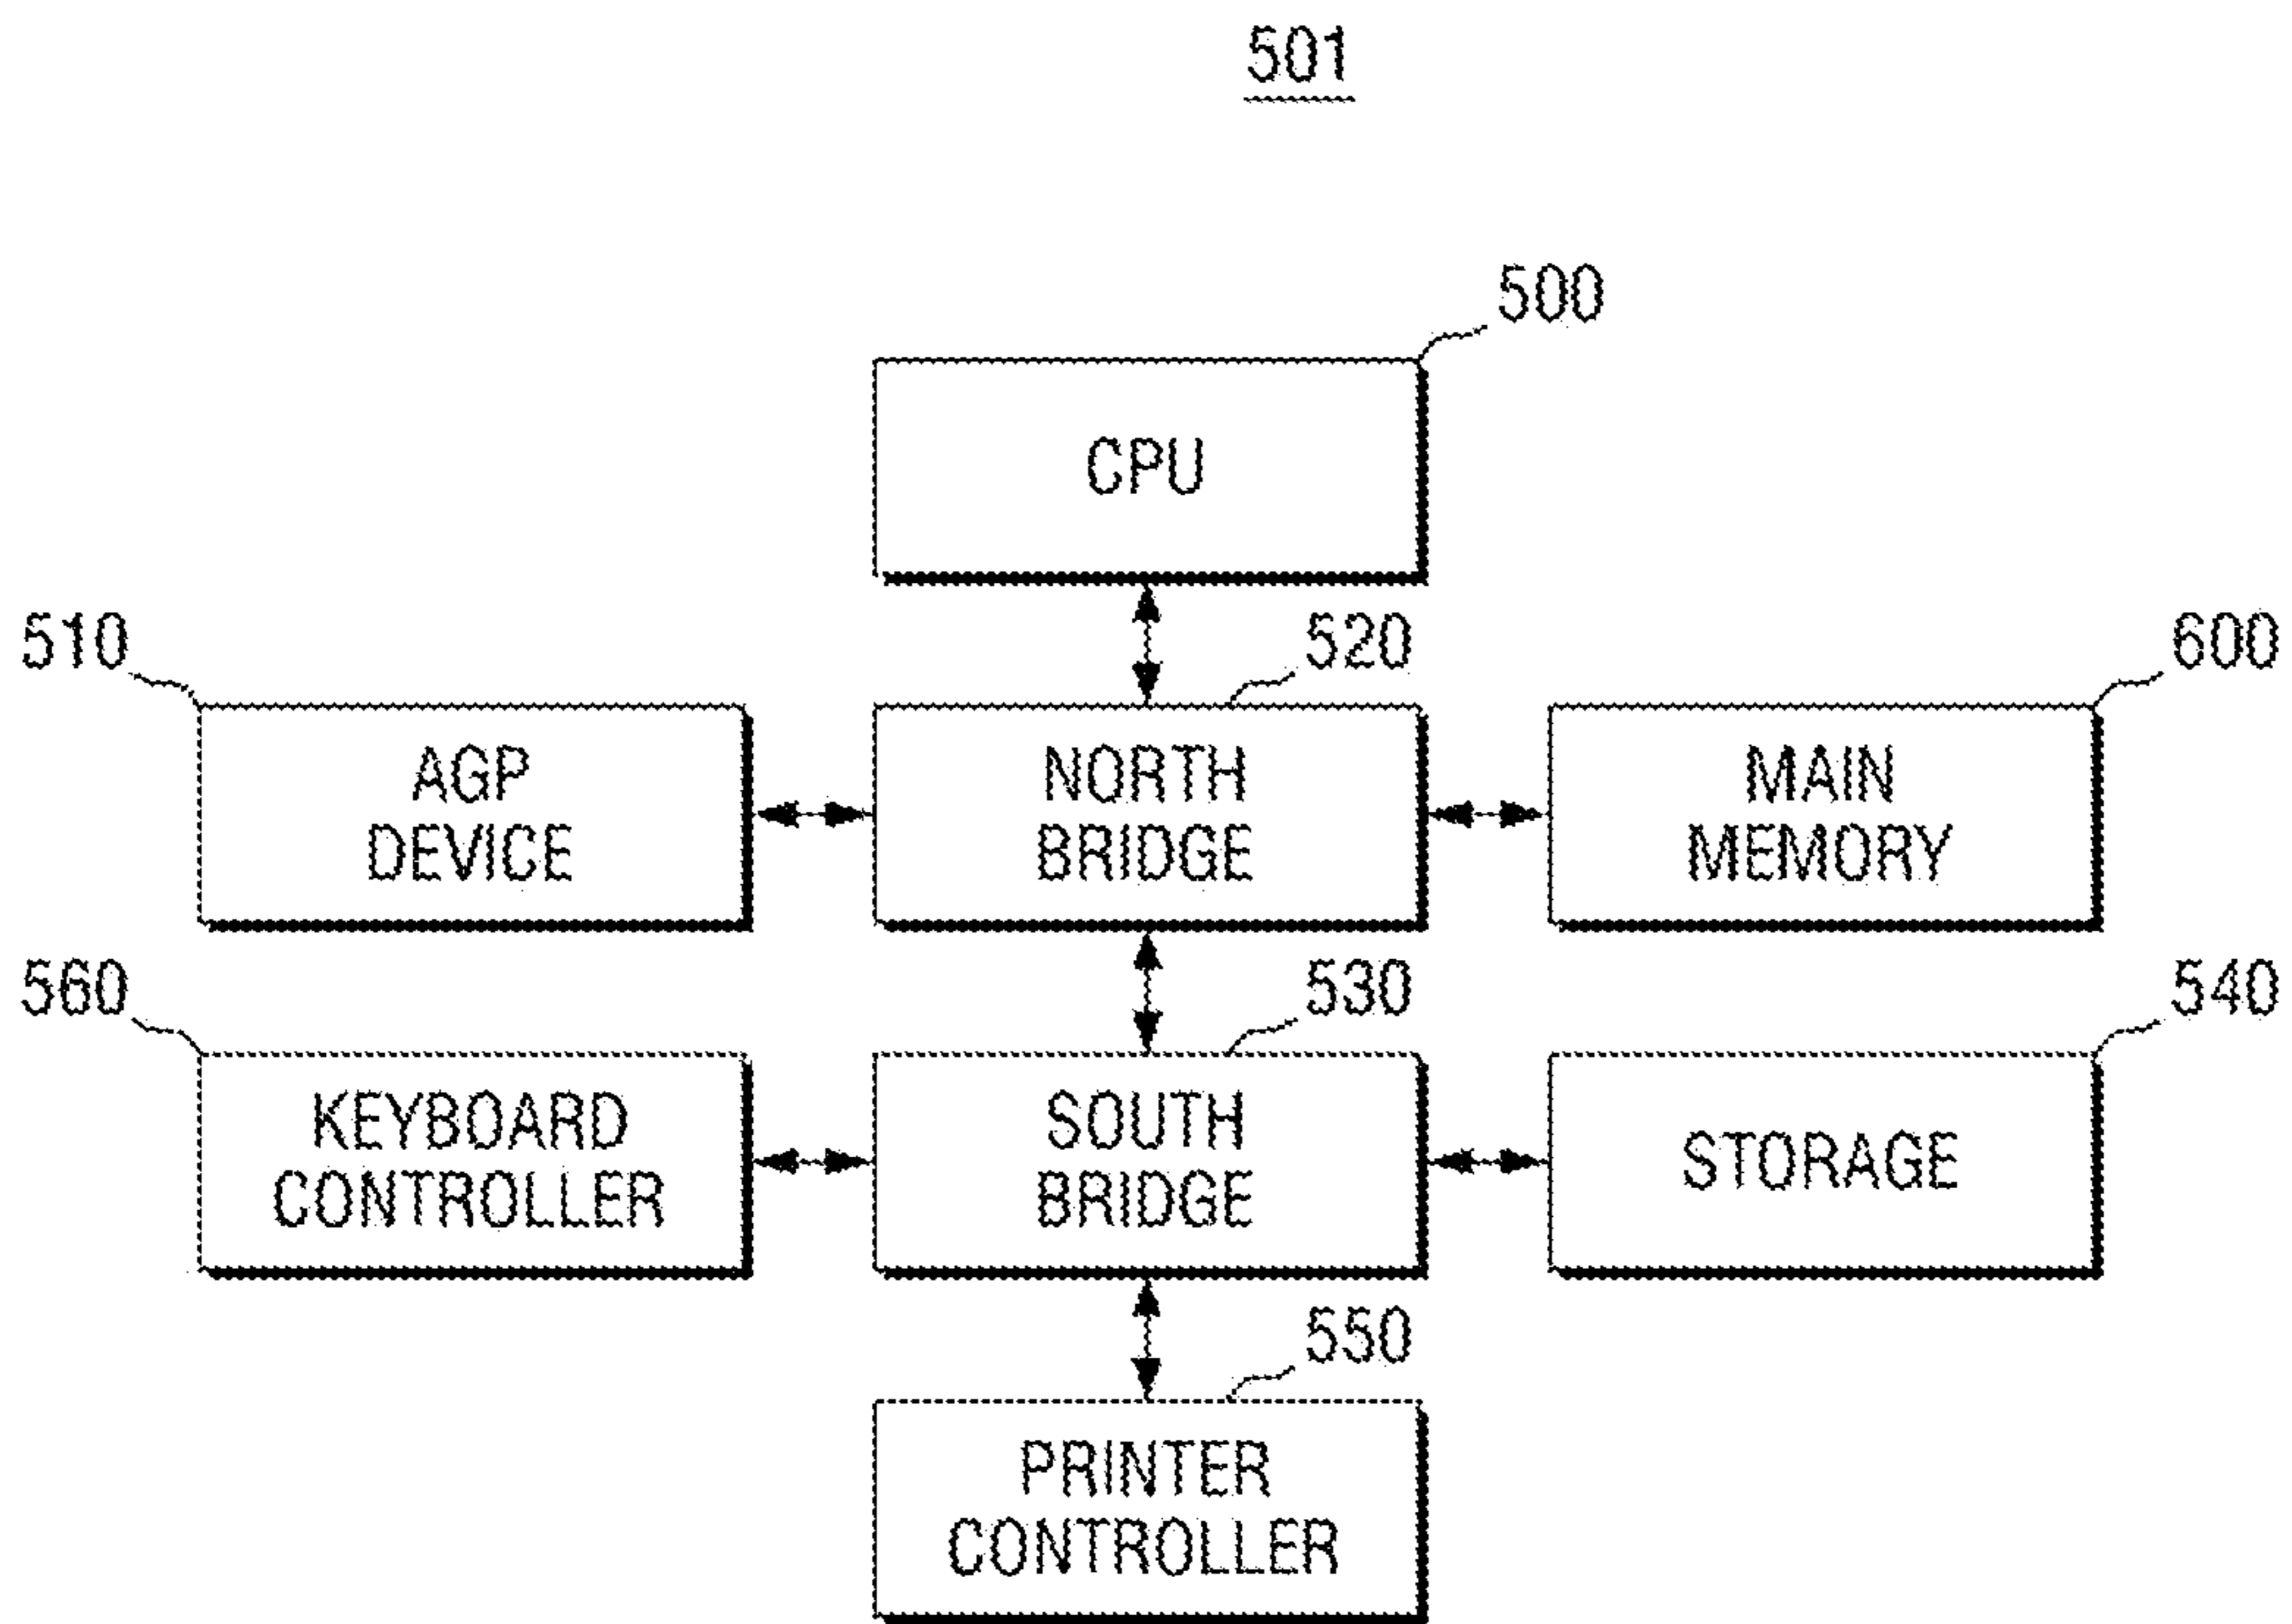 501
500
CPU
510
520
600
AGP
DEVICE
NORTH
BRIDGE
MAIN
MEMORY
560
530
540
KEYBOARD
CONTROLLER
SOUTH
BRIDGE
STORAGE
550
PRINTER
CONTROLLER